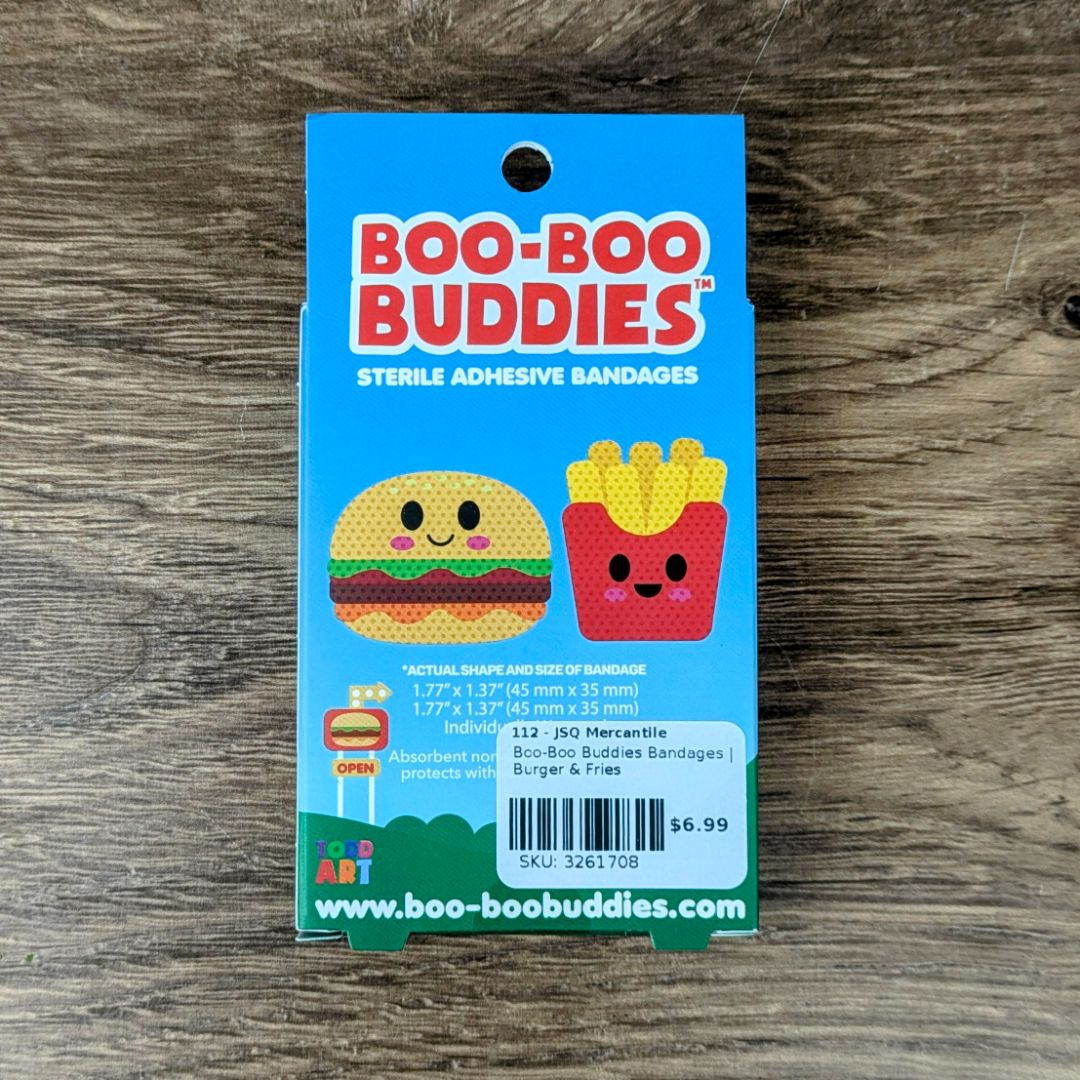 BOO-BOO
BUDDIES™
STERILE ADHESIVE BANDAGES
*ACTUAL SHAPE AND SIZE OF BANDAGE
1.77" x 1.37" (45 mm x 35 mm)
1.77" x 1.37" (45 mm x 35 mm)
OPEN
Absorbent
protects
112 - JSQ Mercantile
Boo-Boo Buddies Bandages |
Burger & Fries
$6.99
SKU: 3261708
TODD
ART
www.boo-boobuddies.com